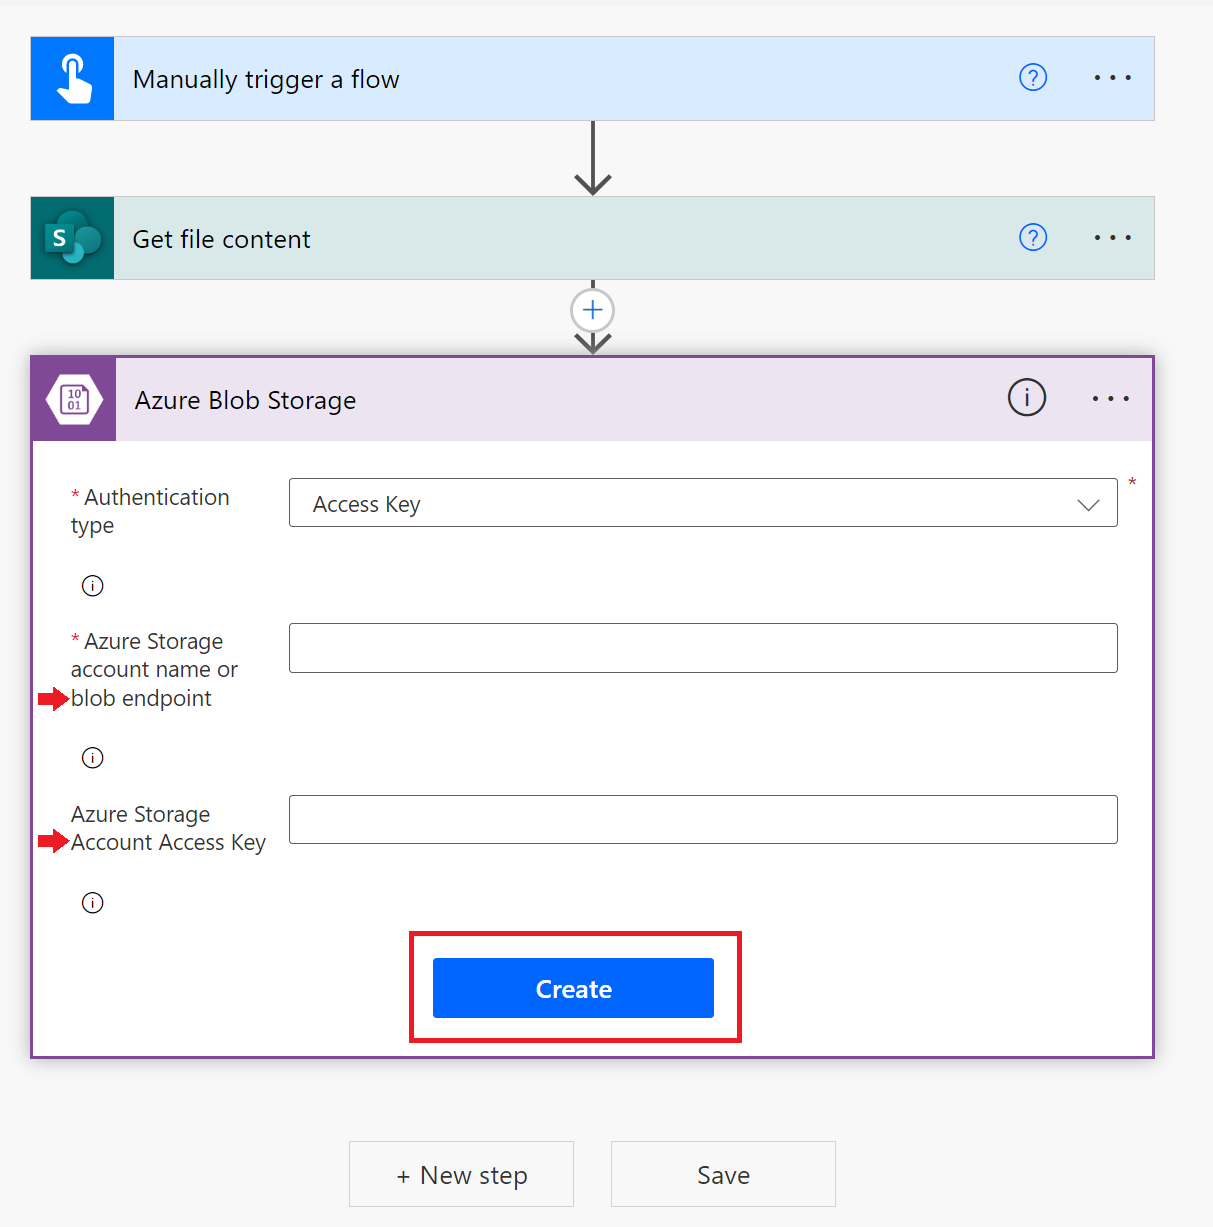 Manually trigger a flow
?
S
Get file content
?
10
01
Azure Blob Storage
i
* Authentication
type
Access Key
*
i
* Azure Storage
account name or
blob endpoint
i
Azure Storage
Account Access Key
i
Create
+ New step
Save